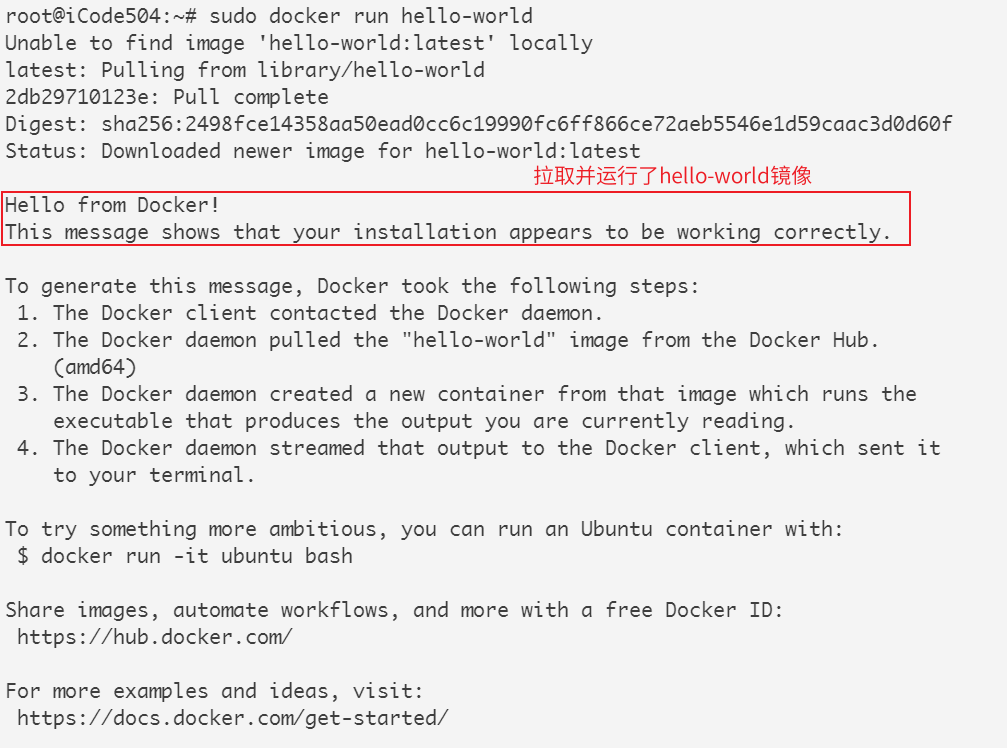 root@iCode504:~# sudo docker run hello-world
Unable to find image 'hello-world:latest' locally
latest: Pulling from library/hello-world
2db29710123e: Pull complete
Digest: sha256:2498fce14358aa50ead0cc6c19990fc6ff866ce72aeb5546e1d59caac3d0d60f
Status: Downloaded newer image for hello-world:latest
拉取并运行了hello-world镜像
Hello from Docker!
This message shows that your installation appears to be working correctly.
To generate this message, Docker took the following steps:
1. The Docker client contacted the Docker daemon.
2. The Docker daemon pulled the "hello-world" image from the Docker Hub.
(amd64)
3. The Docker daemon created a new container from that image which runs the
executable that produces the output you are currently reading.
4. The Docker daemon streamed that output to the Docker client, which sent it
to your terminal.
To try something more ambitious, you can run an Ubuntu container with:
$ docker run -it ubuntu bash
Share images, automate workflows, and more with a free Docker ID:
https://hub.docker.com/
For more examples and ideas, visit:
https://docs.docker.com/get-started/